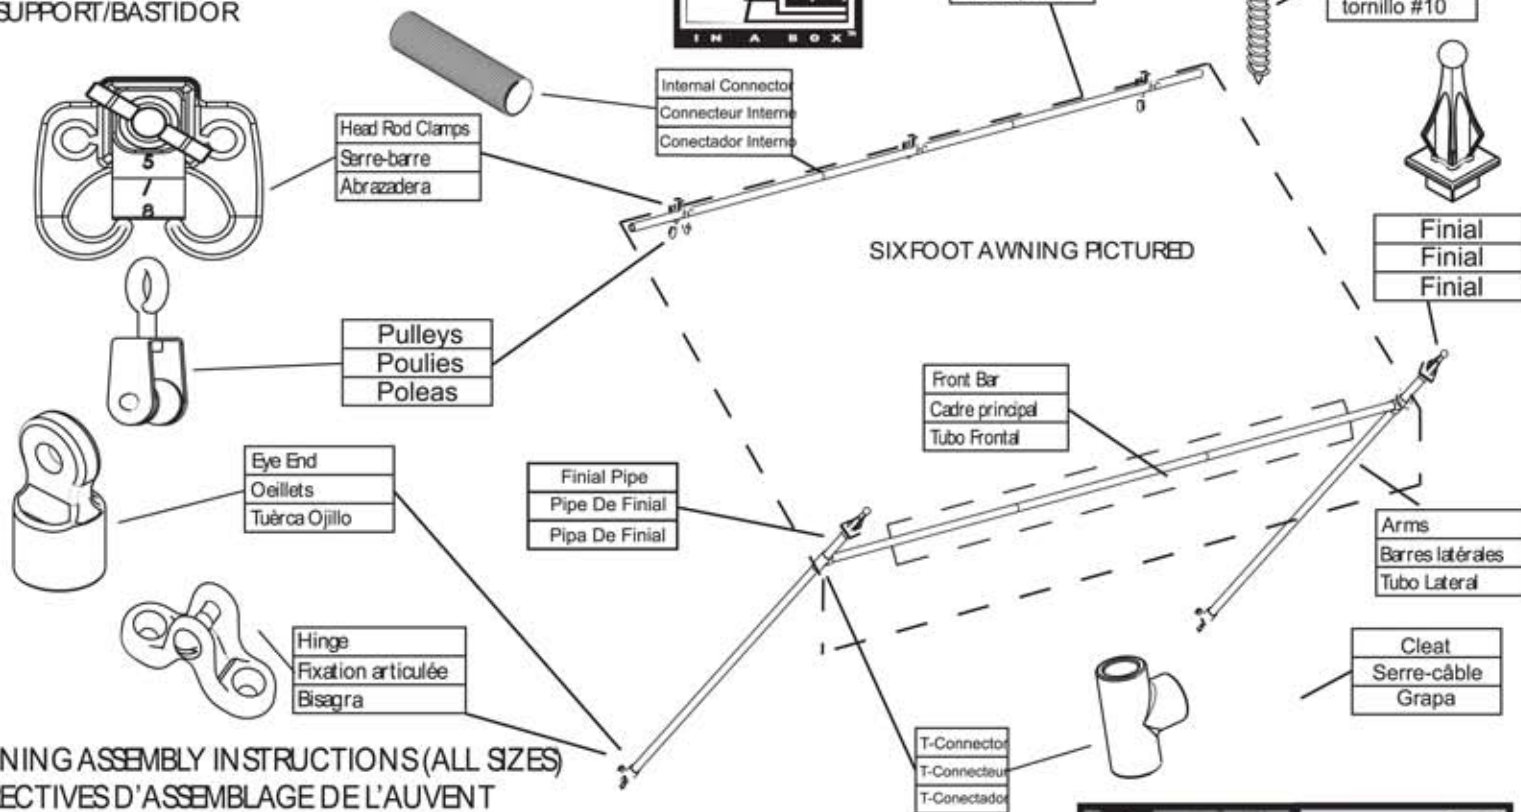 SUPPORT/BASTIDOR
IN A BOX™
tornillo #10
Internal Connector
Connecteur Interne
Conectador Interno
Head Rod Clamps
Serre-barre
Abrazadera
5
/
8
SIX FOOT AWNING PICTURED
Finial
Finial
Finial
Pulleys
Poulies
Poleas
Front Bar
Cadre principal
Tubo Frontal
Eye End
Oeillets
Tuèrca Ojillo
Finial Pipe
Pipe De Finial
Pipa De Finial
Arms
Barres latérales
Tubo Lateral
Hinge
Fixation articulée
Bisagra
Cleat
Serre-câble
Grapa
T-Connector
T-Connecteur
T-Conectador
NING ASSEMBLY INSTRUCTIONS (ALL SIZES)
ECTIVES D'ASSEMBLAGE DE L'AUVENT